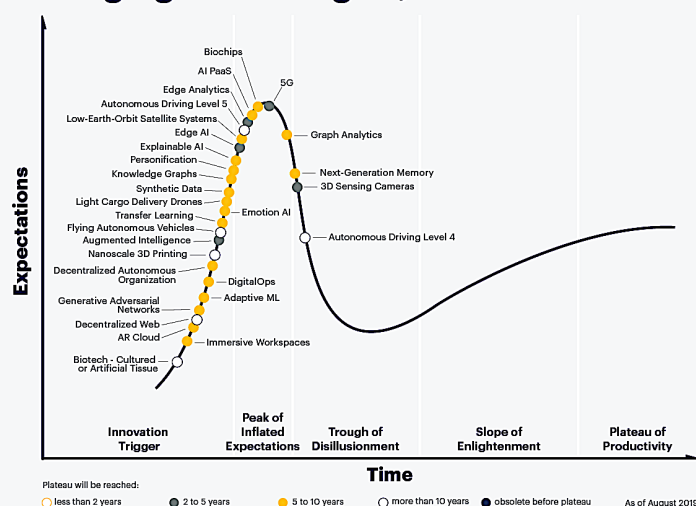 Biochips
AI PaaS
5G
Edge Analytics
Autonomous Driving Level 5
Low-Earth-Orbit Satellite Systems
Edge AI
Graph Analytics
Explainable AI
Personification
Knowledge Graphs
Next-Generation Memory
Synthetic Data
3D Sensing Cameras
Light Cargo Delivery Drones
Transfer Learning
Emotion AI
Flying Autonomous Vehicles
Augmented Intelligence
Autonomous Driving Level 4
Nanoscale 3D Printing
Decentralized Autonomous
Organization
DigitalOps
Generative Adversarial
Networks
Adaptive ML
Decentralized Web
AR Cloud
Immersive Workspaces
Biotech - Cultured
or Artificial Tissue
Expectations
Innovation
Trigger
Peak of
Inflated
Expectations
Trough of
Disillusionment
Slope of
Enlightenment
Plateau of
Productivity
Time
Plateau will be reached:
less than 2 years
2 to 5 years
5 to 10 years
more than 10 years
obsolete before plateau
As of August 2019